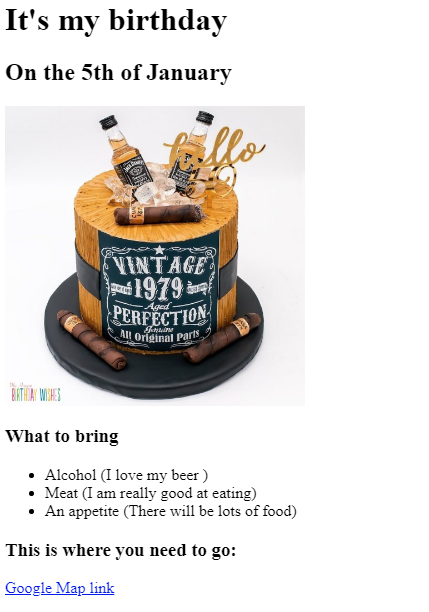 It's my birthday
On the 5th of January
hello
VINTAGE
1979
Aged
PERFECTION
Genuine
All Original Parts
BIRTHDAY WISHES
What to bring
Alcohol (I love my beer )
Meat (I am really good at eating)
An appetite (There will be lots of food)
This is where you need to go:
Google Map link